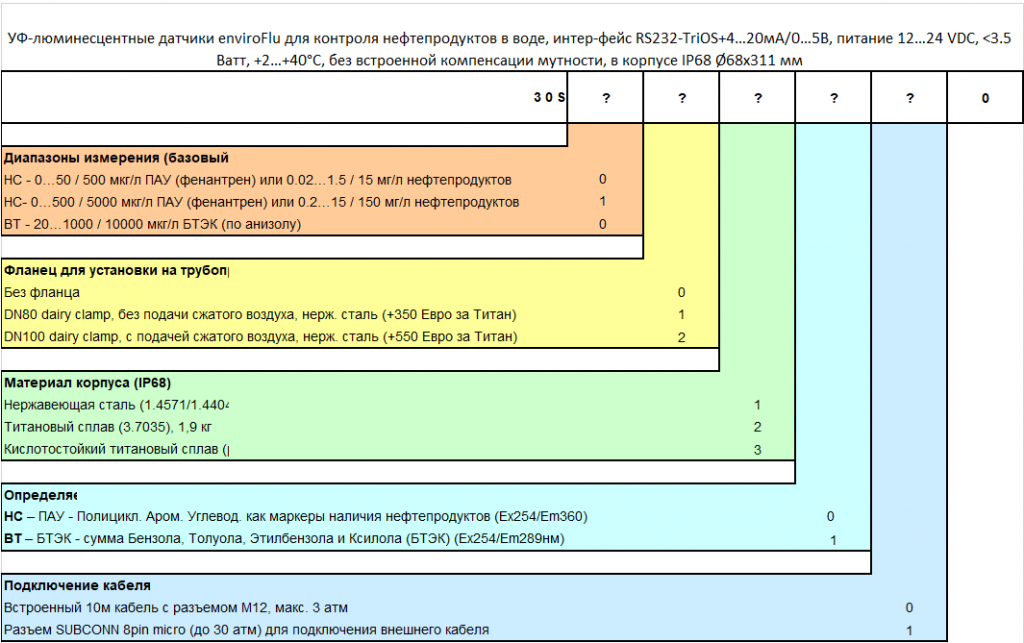 УФ-люминесцентные датчики enviroFlu для контроля нефтепродуктов в воде, интер-фейс RS232-TriOS+4...20мА/0...5В, питание 12...24 VDC, <3.5
Ватт, +2...+40°С, без встроенной компенсации мутности, в корпусе IP68 Ø68x311 мм
3 0 S ? ? ? ? ? 0
Диапазоны измерения (базовый
НС - 0...50 / 500 мкг/л ПАУ (фенантрен) или 0.02...1.5 / 15 мг/л нефтепродуктов 0
НС- 0...500 / 5000 мкг/л ПАУ (фенантрен) или 0.2...15 / 150 мг/л нефтепродуктов 1
ВТ - 20...1000 / 10000 мкг/л БТЭК (по анизолу) 0
Фланец для установки на трубоп
Без фланца 0
DN80 dairy clamp, без подачи сжатого воздуха, нерж. сталь (+350 Евро за Титан) 1
DN100 dairy clamp, с подачей сжатого воздуха, нерж. сталь (+550 Евро за Титан) 2
Материал корпуса (IP68)
Нержавеющая сталь (1.4571/1.4404 1
Титановый сплав (3.7035), 1,9 кг 2
Кислотостойкий титановый сплав ( 3
Определяе
НС – ПАУ - Полицикл. Аром. Углевод. как маркеры наличия нефтепродуктов (Ex254/Em360) 0
ВТ – БТЭК - сумма Бензола, Толуола, Этилбензола и Ксилола (БТЭК) (Ex254/Em289нм) 1
Подключение кабеля
Встроенный 10м кабель с разъемом М12, макс. 3 атм 0
Разъем SUBCONN 8pin micro (до 30 атм) для подключения внешнего кабеля 1